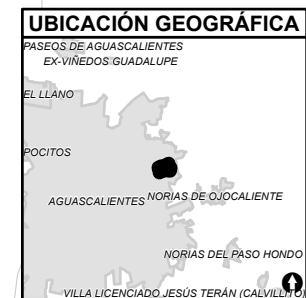 UBICACIÓN GEOGRÁFICA
PASEOS DE AGUASCALIENTES
EX-VIÑEDOS GUADALUPE
EL LLANO
POCITOS
AGUASCALIENTES
NORIAS DE OJOCALIENTE
NORIAS DEL PASO HONDO
VILLA LICENCIADO JESÚS TERÁN (CALVILLITO)